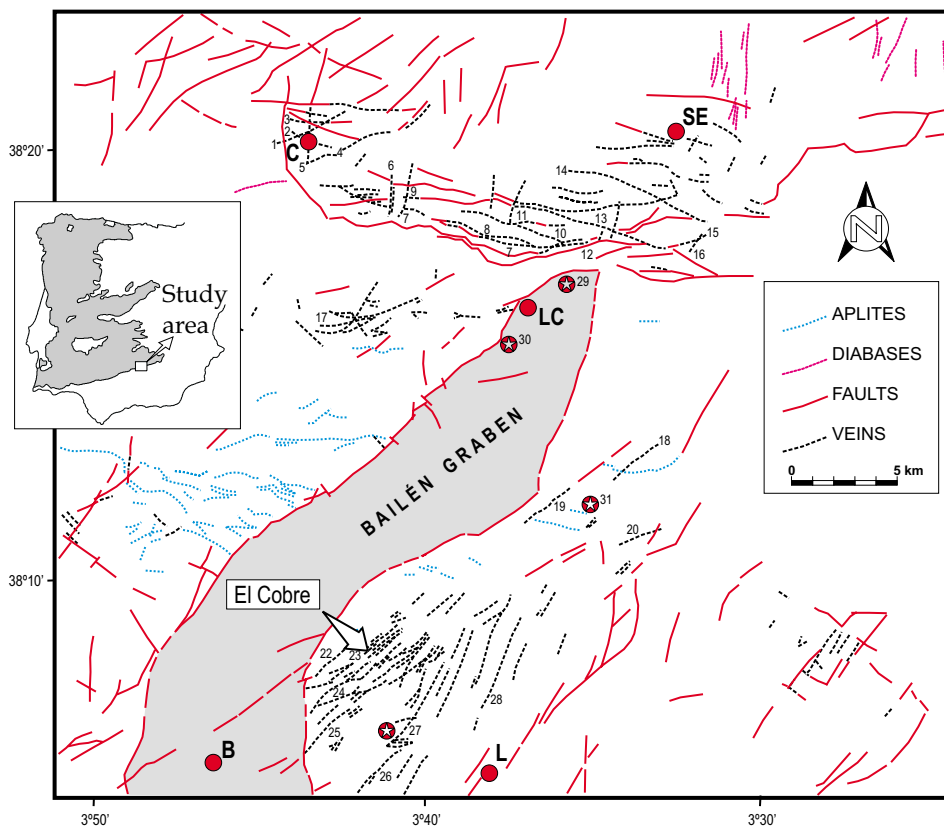 38°20'
38°10'
3°50'
3°40'
3°30'
C
SE
LC
B
L
BAILÉN GRABEN
El Cobre
Study
area
N
APLITES
DIABASES
FAULTS
VEINS
0
5 km
1
2
3
4
5
6
7
9
8
7
10
11
12
13
14
15
16
17
18
19
20
22
23
24
25
26
27
28
29
30
31